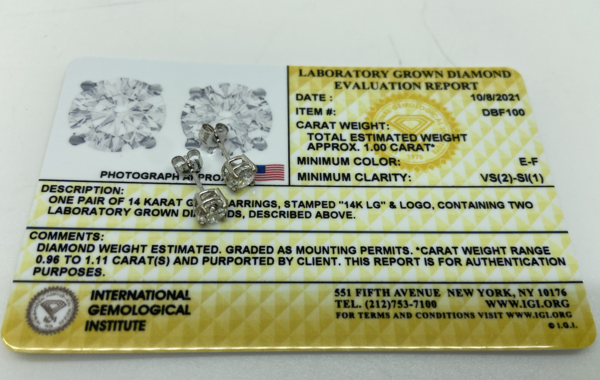 LABORATORY GROWN DIAMOND
EVALUATION REPORT
DATE : 10/8/2021
ITEM #: DBF100
CARAT WEIGHT:
TOTAL ESTIMATED WEIGHT
APPROX. 1.00 CARAT*
MINIMUM COLOR: E-F
MINIMUM CLARITY: VS(2)-SI(1)
PHOTOGRAPH
DESCRIPTION:
ONE PAIR OF 14 KARAT STAMPED "14K LG" & LOGO, CONTAINING TWO
LABORATORY GROWN DESCRIBED ABOVE.
COMMENTS:
DIAMOND WEIGHT ESTIMATED. GRADED AS MOUNTING PERMITS. *CARAT WEIGHT RANGE
0.96 TO 1.11 CARAT(S) AND PURPORTED BY CLIENT. THIS REPORT IS FOR AUTHENTICATION
PURPOSES.
INTERNATIONAL
GEMOLOGICAL
INSTITUTE
551 FIFTH AVENUE NEW YORK, NY 10176
TEL. (212)-753-7100 WWW.IGI.ORG
FOR TERMS AND CONDITIONS VISIT WWW.IGI.ORG
© I.G.I.